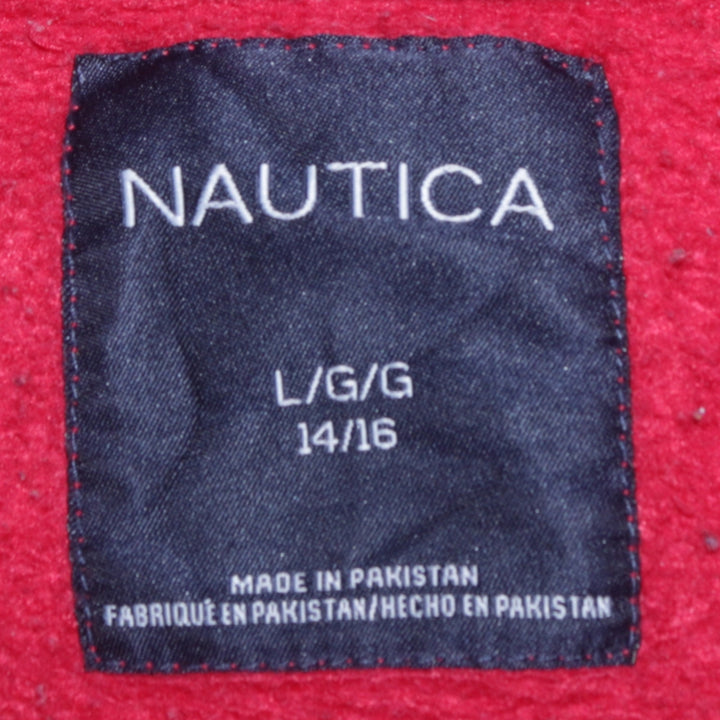 NAUTICA
L/G/G
14/16
MADE IN PAKISTAN
FABRIQUÉ EN PAKISTAN/HECHO EN PAKISTAN